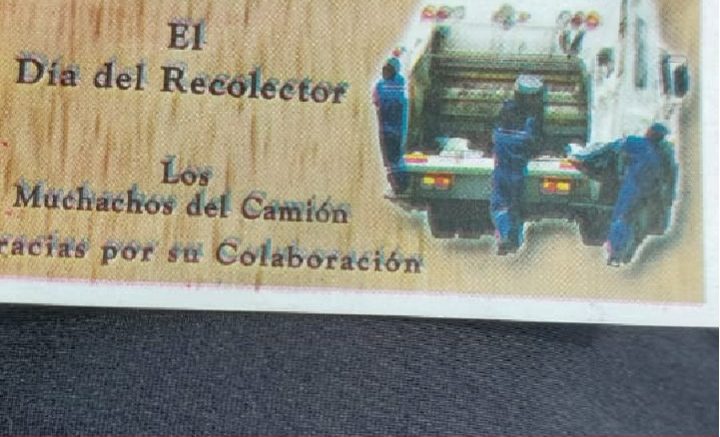 El
Día del Recolector
Los
Muchachos del Camión
racias por su Colaboración